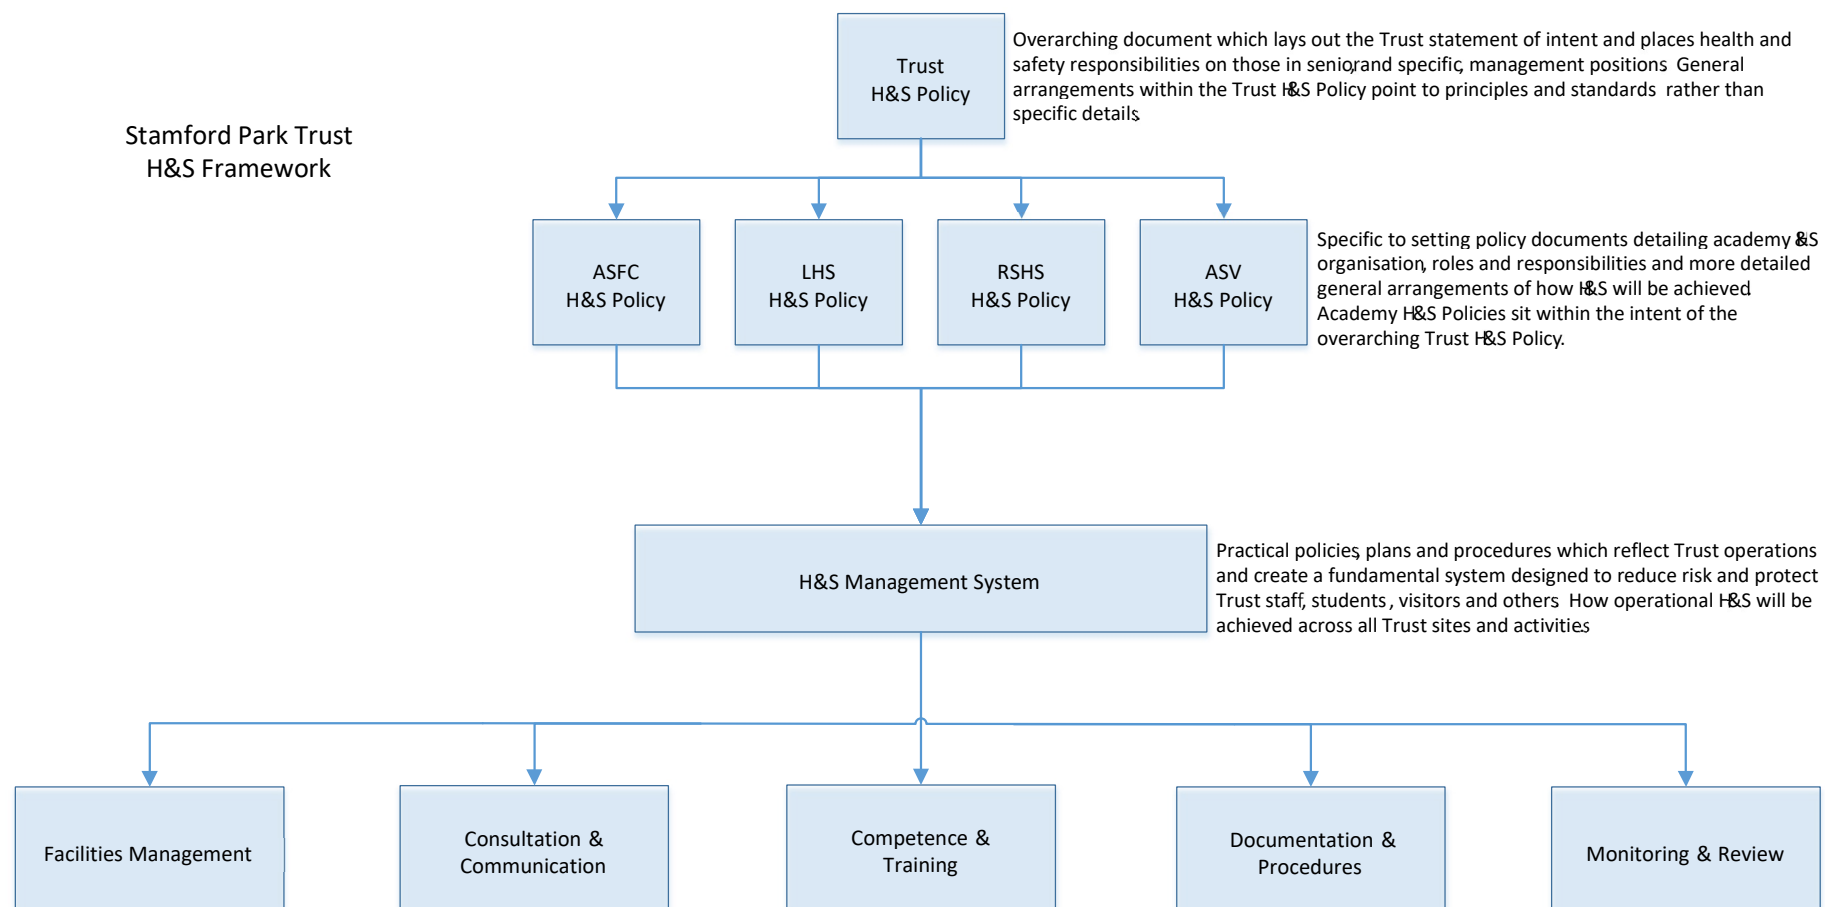 Trust
H&S Policy
Overarching document which lays out the Trust statement of intent and places health and
safety responsibilities on those in senior, and specific, management positions General
arrangements within the Trust H&S Policy point to principles and standards rather than
specific details.
Stamford Park Trust
H&S Framework
ASFC
H&S Policy
LHS
H&S Policy
RSHS
H&S Policy
ASV
H&S Policy
Specific to setting policy documents detailing academy H&S
organisation, roles and responsibilities and more detailed
general arrangements of how H&S will be achieved.
Academy H&S Policies sit within the intent of the
overarching Trust H&S Policy.
H&S Management System
Practical policies, plans and procedures which reflect Trust operations
and create a fundamental system designed to reduce risk and protect
Trust staff, students, visitors and others. How operational H&S will be
achieved across all Trust sites and activities.
Facilities Management
Consultation &
Communication
Competence &
Training
Documentation &
Procedures
Monitoring & Review